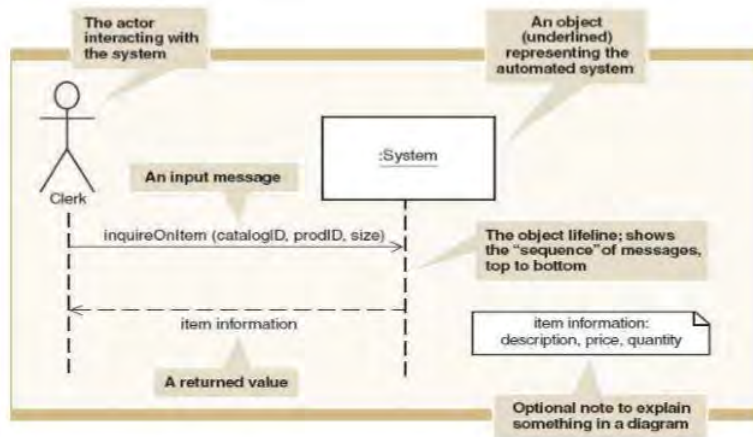 The actor
interacting with
the system
An object
(underlined)
representing the
automated system
:System
Clerk
An input message
inquireOnItem (catalogID, prodID, size)
The object lifeline; shows
the "sequence" of messages,
top to bottom
item information
item information:
description, price, quantity
A returned value
Optional note to explain
something in a diagram